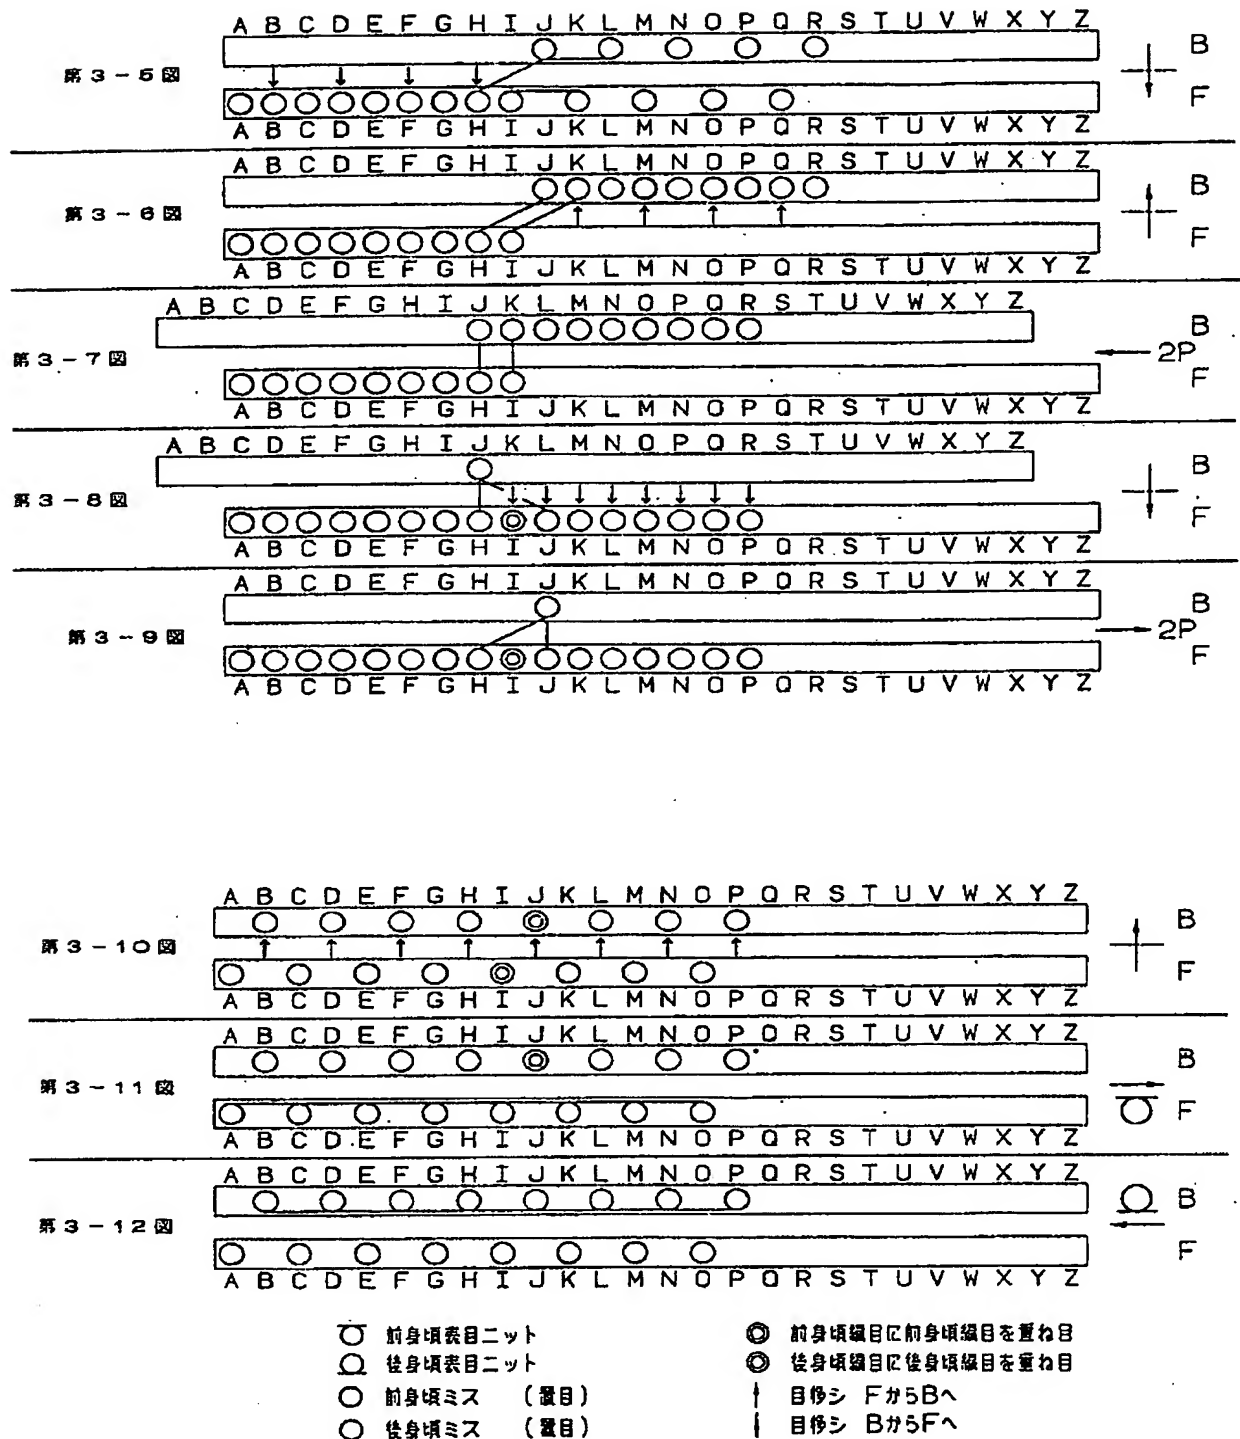 A B C D E F G H I J K L M N O P Q R S T U V W X Y Z
B
第3-5図
F
A B C D E F G H I J K L M N O P Q R S T U V W X Y Z
A B C D E F G H I J K L M N O P Q R S T U V W X Y Z
B
第3-6図
F
A B C D E F G H I J K L M N O P Q R S T U V W X Y Z
A B C D E F G H I J K L M N O P Q R S T U V W X Y Z
B
第3-7図
2P
F
A B C D E F G H I J K L M N O P Q R S T U V W X Y Z
A B C D E F G H I J K L M N O P Q R S T U V W X Y Z
B
第3-8図
F
A B C D E F G H I J K L M N O P Q R S T U V W X Y Z
A B C D E F G H I J K L M N O P Q R S T U V W X Y Z
B
第3-9図
2P
F
A B C D E F G H I J K L M N O P Q R S T U V W X Y Z
A B C D E F G H I J K L M N O P Q R S T U V W X Y Z
B
第3-10図
F
A B C D E F G H I J K L M N O P Q R S T U V W X Y Z
A B C D E F G H I J K L M N O P Q R S T U V W X Y Z
B
第3-11図
F
A B C D E F G H I J K L M N O P Q R S T U V W X Y Z
A B C D E F G H I J K L M N O P Q R S T U V W X Y Z
B
第3-12図
F
A B C D E F G H I J K L M N O P Q R S T U V W X Y Z
前身頃表目ニット
後身頃表目ニット
前身頃ミス (置目)
後身頃ミス (置目)
◎ 前身頃編目に前身頃編目を重ね目
◎ 後身頃編目に後身頃編目を重ね目
↑ 目移シ FからBへ
↓ 目移シ BからFへ